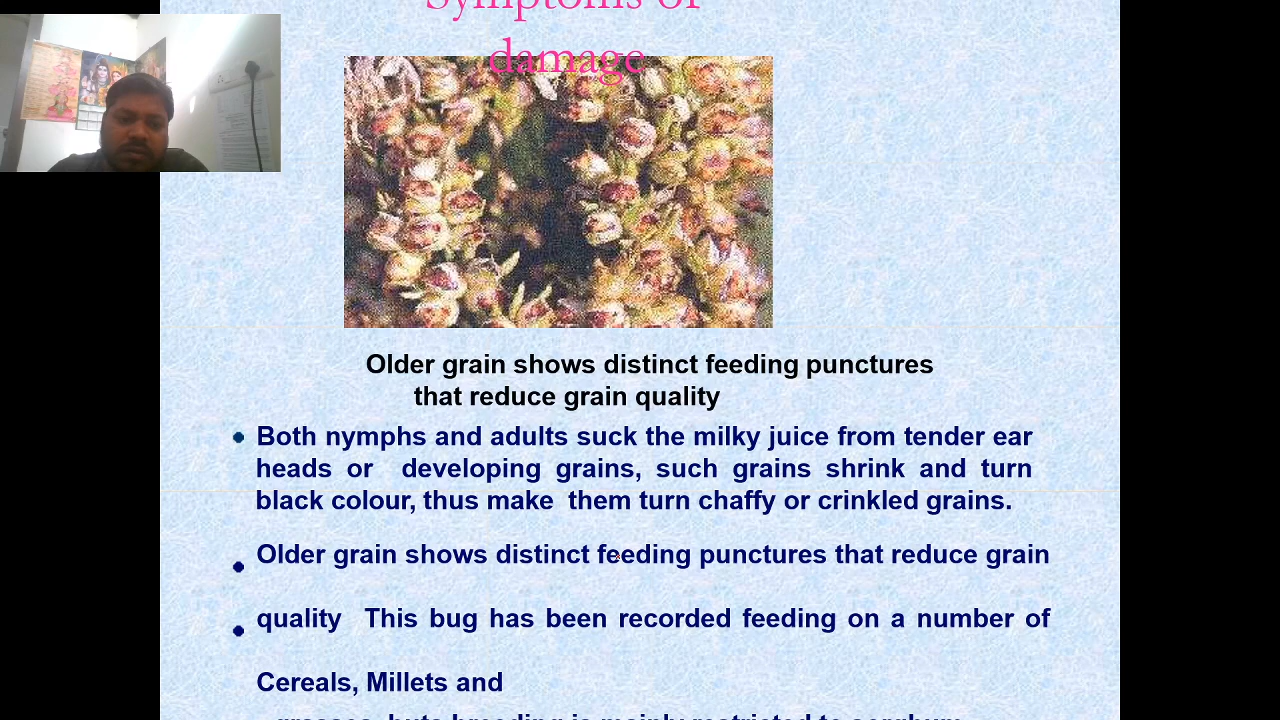 Symptoms of
damage
Older grain shows distinct feeding punctures
that reduce grain quality
Both nymphs and adults suck the milky juice from tender ear
heads or developing grains, such grains shrink and turn
black colour, thus make them turn chaffy or crinkled grains.
Older grain shows distinct feeding punctures that reduce grain
quality This bug has been recorded feeding on a number of
Cereals, Millets and
grasses, buts breeding is mainly restricted to sorghum